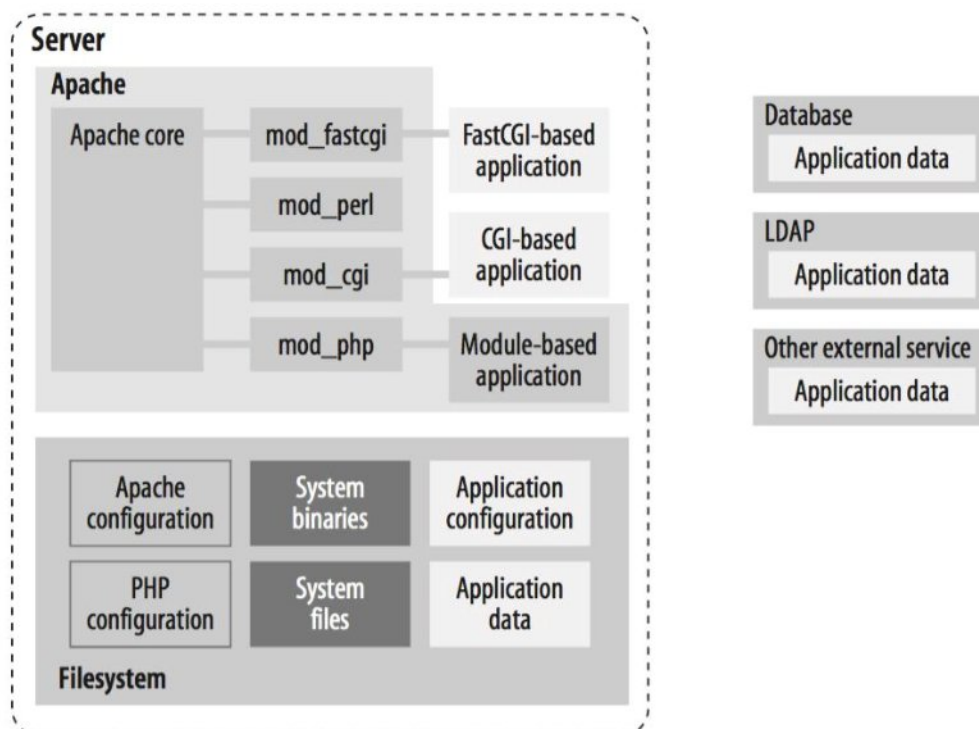 Server
Apache
Apache core
mod_fastcgi
FastCGI-based
application
mod_perl
CGI-based
application
mod_cgi
mod_php
Module-based
application
Apache
configuration
System
binaries
Application
configuration
PHP
configuration
System
files
Application
data
Filesystem
Database
Application data
LDAP
Application data
Other external service
Application data